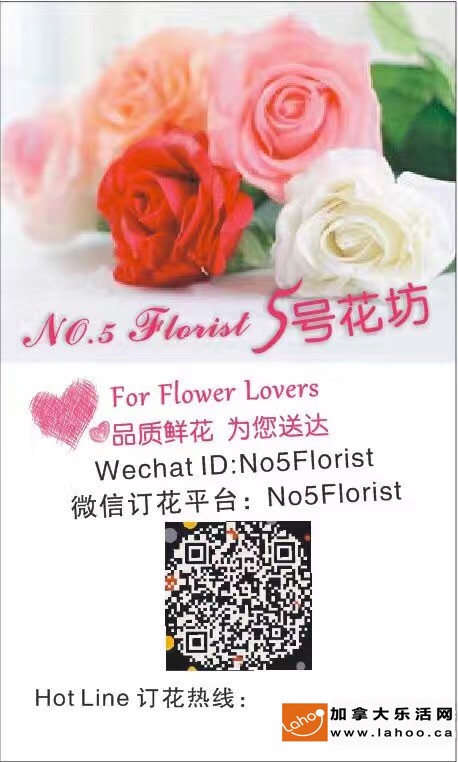 NO.5 Florist 5号花坊
For Flower Lovers
品质鲜花 为您送达
Wechat ID:No5Florist
微信订花平台：No5Florist
Hot Line 订花热线：
Lahoo 加拿大乐活网
www.lahoo.ca